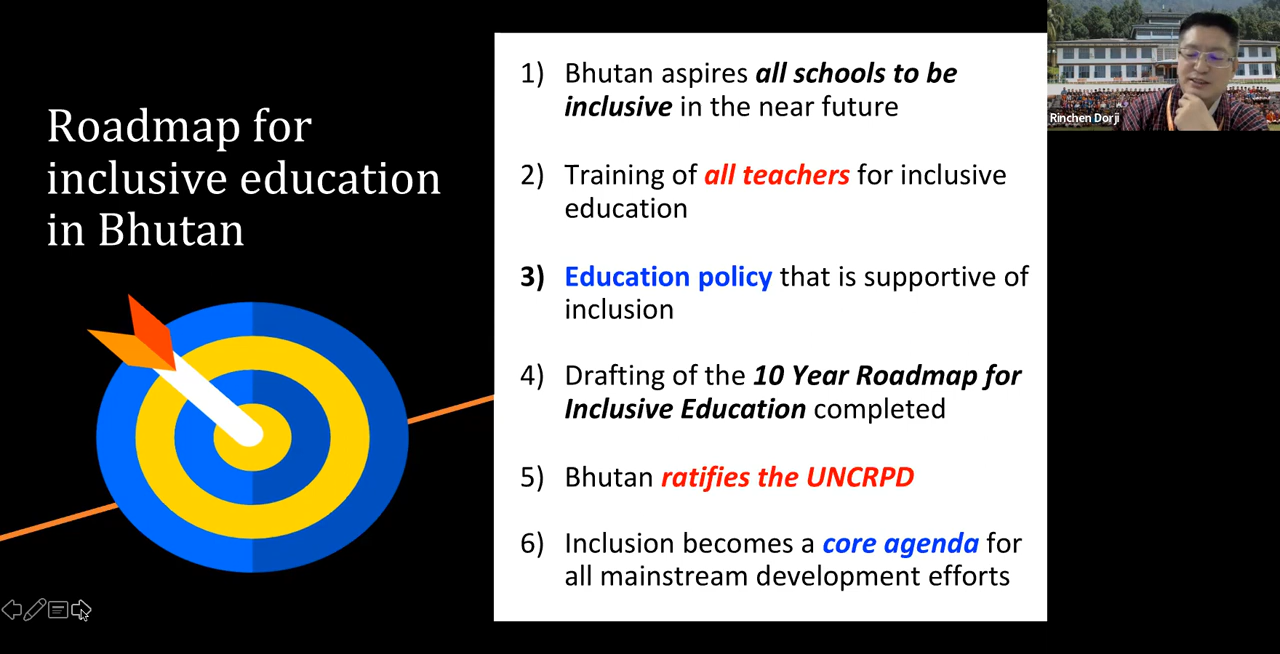 Roadmap for
inclusive education
in Bhutan
1) Bhutan aspires all schools to be
inclusive in the near future
2) Training of all teachers for inclusive
education
3) Education policy that is supportive of
inclusion
4) Drafting of the 10 Year Roadmap for
Inclusive Education completed
5) Bhutan ratifies the UNCRPD
6) Inclusion becomes a core agenda for
all mainstream development efforts
Rinchen Dorji